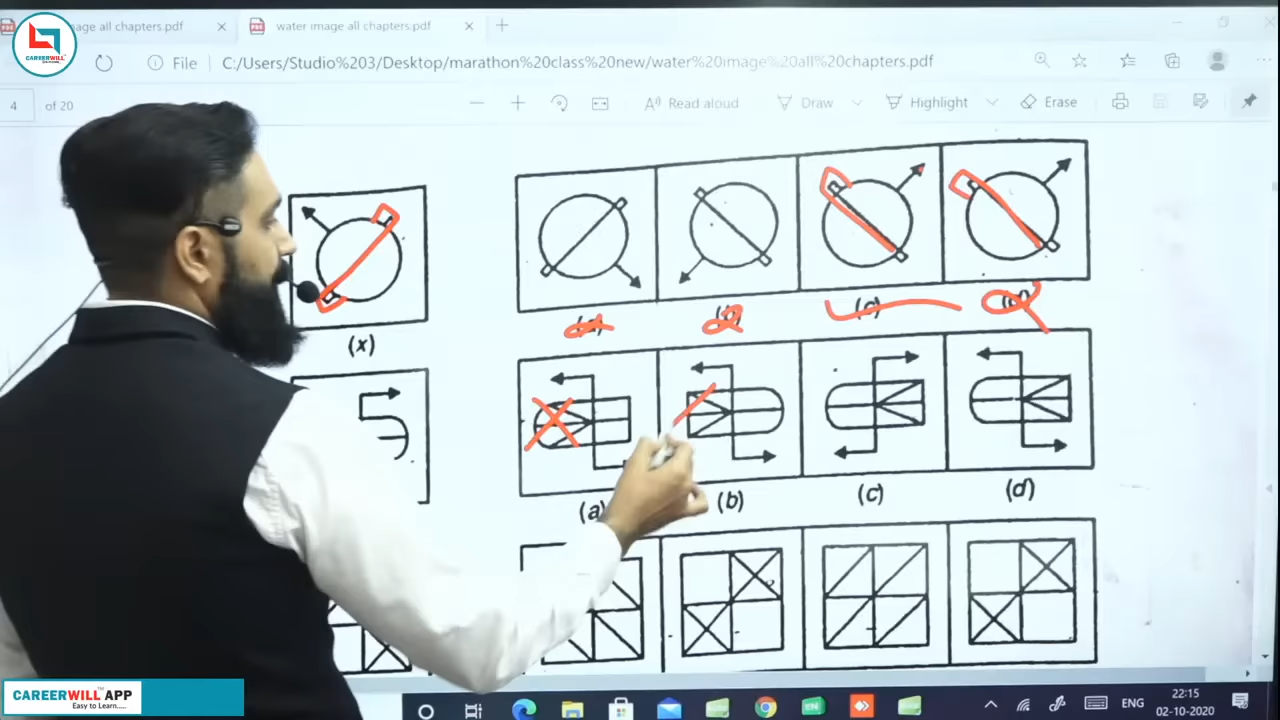 image all chapters.pdf
water image all chapters.pdf
CAREERWILL
File
C:/Users/Studio%203/Desktop/marathon%20class%20new/water%20image%20all%20chapters.pdf
4 of 20
Read aloud
Draw
Highlight
Erase
(x)
(c)
(a)
(b)
(c)
(d)
CAREERWILL APP
Easy to Learn.....
ENG
22:15
02-10-2020